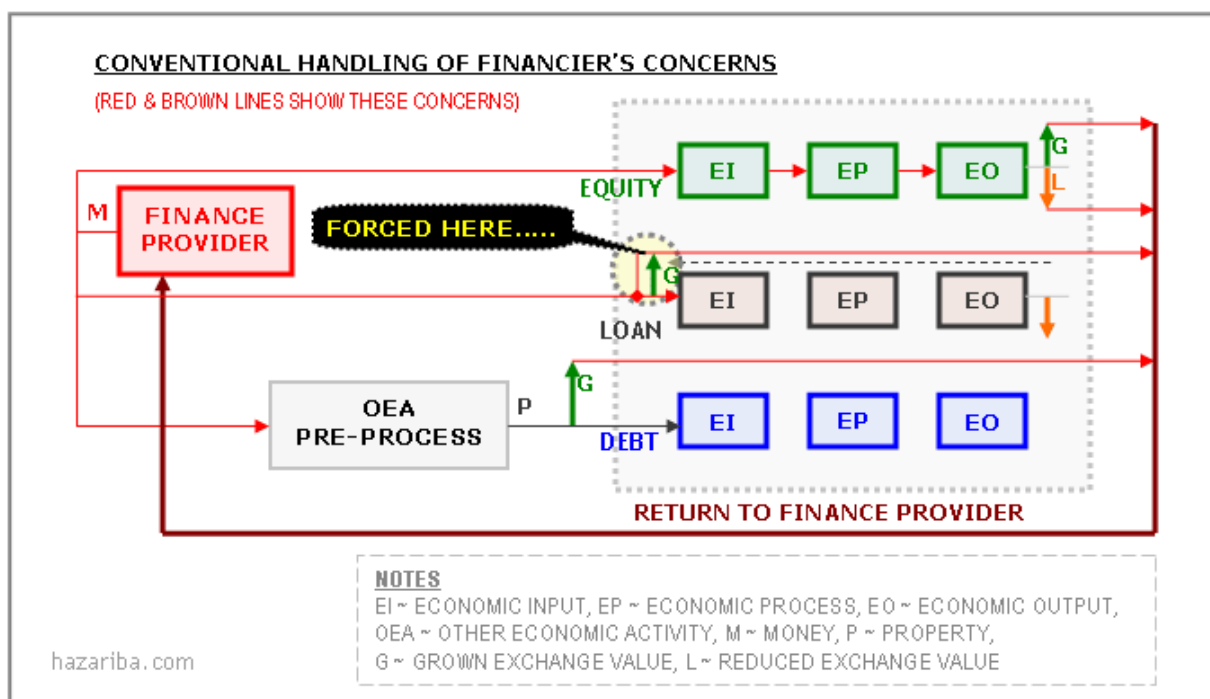 CONVENTIONAL HANDLING OF FINANCIER'S CONCERNS
(RED & BROWN LINES SHOW THESE CONCERNS)
G
EI
EP
EO
EQUITY
L
M
FINANCE
PROVIDER
FORCED HERE.....
G
EI
EP
EO
LOAN
G
OEA
PRE-PROCESS
P
EI
EP
EO
DEBT
RETURN TO FINANCE PROVIDER
NOTES
EI ~ ECONOMIC INPUT, EP ~ ECONOMIC PROCESS, EO ~ ECONOMIC OUTPUT,
OEA ~ OTHER ECONOMIC ACTIVITY, M ~ MONEY, P ~ PROPERTY,
G ~ GROWN EXCHANGE VALUE, L ~ REDUCED EXCHANGE VALUE
hazariba.com